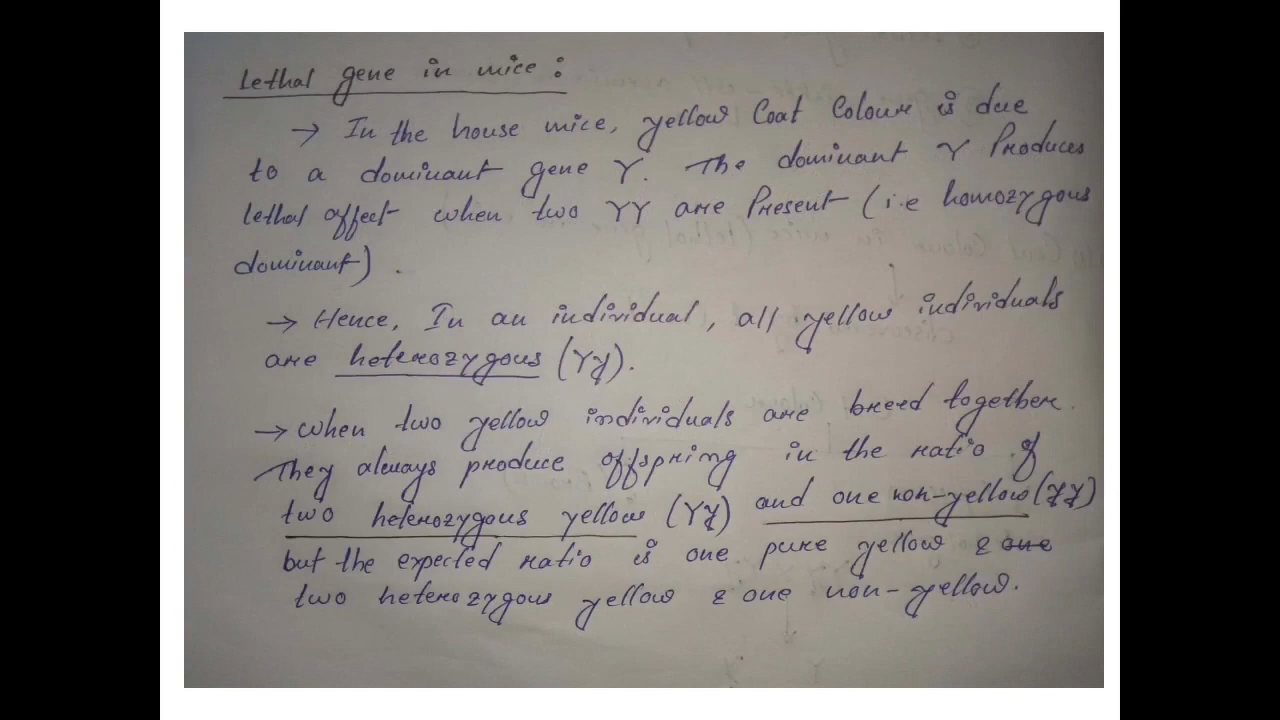 Lethal gene in mice :
→ In the house mice, yellow Coat Colour is due
to a dominant gene Y. The dominant Y Produces
lethal affect when two YY are Present (i.e homozygous
dominant) .
→ Hence, In an individual, all yellow individuals
are heterozygous (Yy).
→ When two yellow individuals are breed together.
They always produce offspring in the ratio of
two heterozygous yellow (Yy) and one non-yellow (yy)
but the expected ratio is one pure yellow & one
two heterozygous yellow & one non-yellow.